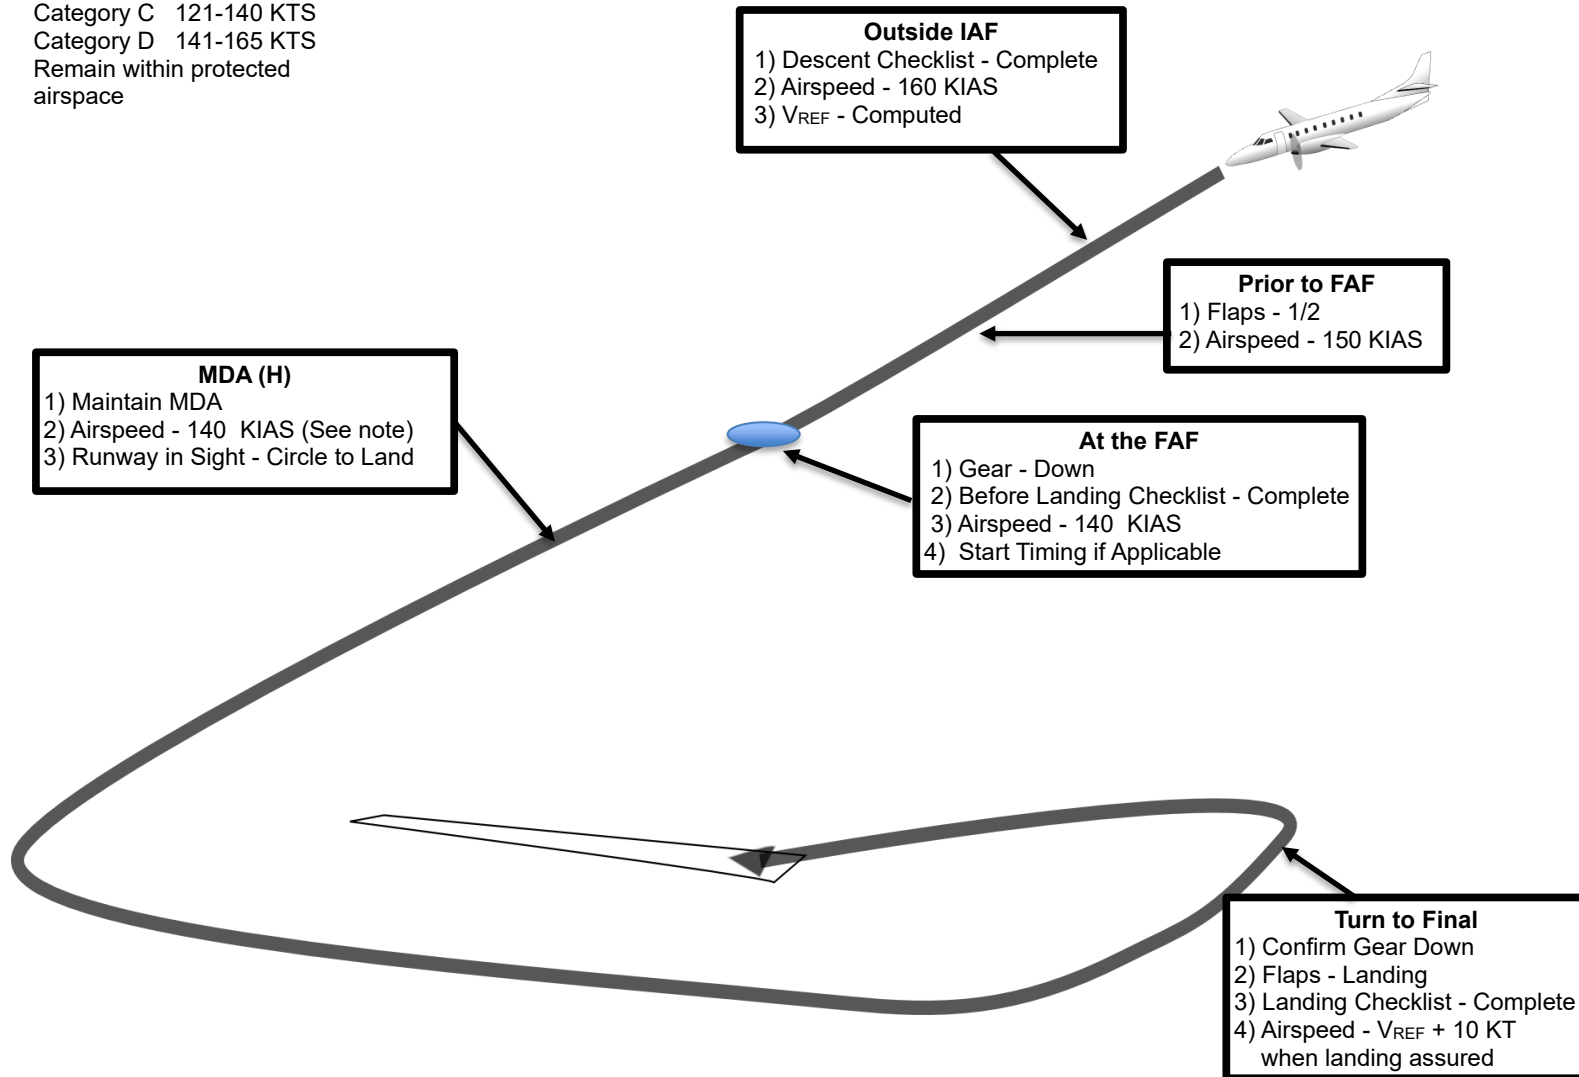 Category C 121-140 KTS
Category D 141-165 KTS
Remain within protected
airspace
Outside IAF
1) Descent Checklist - Complete
2) Airspeed - 160 KIAS
3) VREF - Computed
Prior to FAF
1) Flaps - 1/2
2) Airspeed - 150 KIAS
MDA (H)
1) Maintain MDA
2) Airspeed - 140 KIAS (See note)
3) Runway in Sight - Circle to Land
At the FAF
1) Gear - Down
2) Before Landing Checklist - Complete
3) Airspeed - 140 KIAS
4) Start Timing if Applicable
Turn to Final
1) Confirm Gear Down
2) Flaps - Landing
3) Landing Checklist - Complete
4) Airspeed - VREF + 10 KT
when landing assured